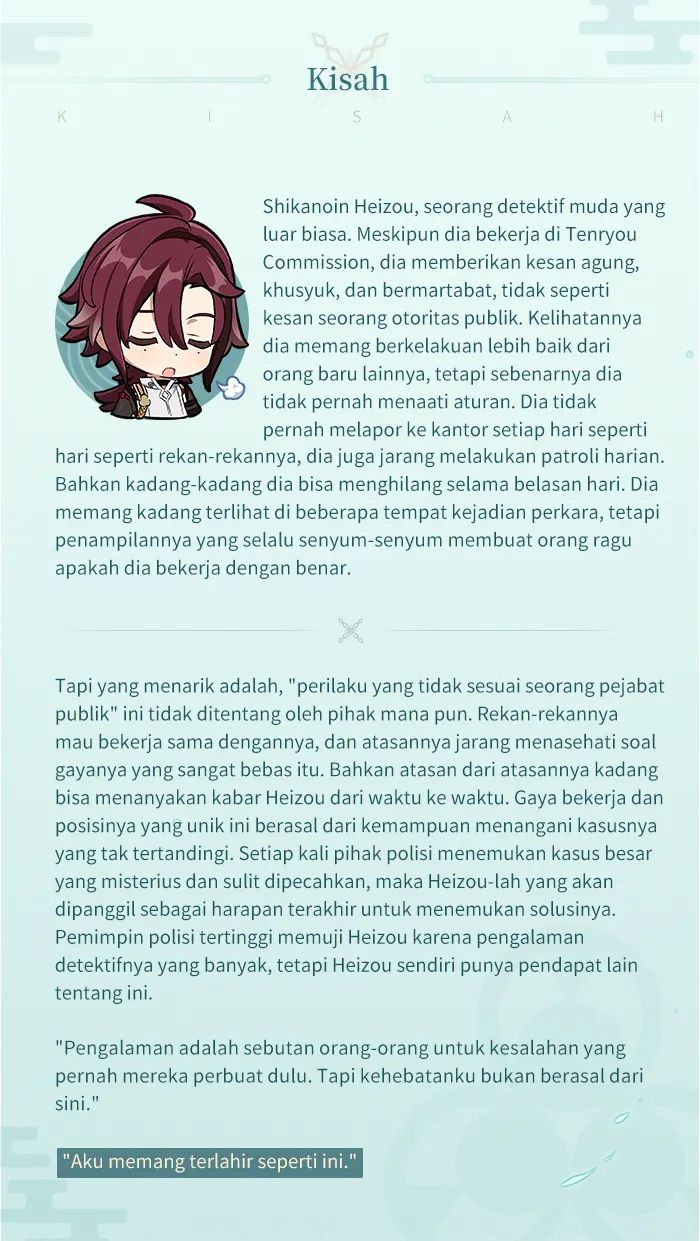 Kisah
K I S A H
Shikanoin Heizou, seorang detektif muda yang
luar biasa. Meskipun dia bekerja di Tenryou
Commission, dia memberikan kesan agung,
khusyuk, dan bermartabat, tidak seperti
kesan seorang otoritas publik. Kelihatannya
dia memang berkelakuan lebih baik dari
orang baru lainnya, tetapi sebenarnya dia
tidak pernah menaati aturan. Dia tidak
pernah melapor ke kantor setiap hari seperti
hari seperti rekan-rekannya, dia juga jarang melakukan patroli harian.
Bahkan kadang-kadang dia bisa menghilang selama belasan hari. Dia
memang kadang terlihat di beberapa tempat kejadian perkara, tetapi
penampilannya yang selalu senyum-senyum membuat orang ragu
apakah dia bekerja dengan benar.
Tapi yang menarik adalah, "perilaku yang tidak sesuai seorang pejabat
publik" ini tidak ditentang oleh pihak mana pun. Rekan-rekannya
mau bekerja sama dengannya, dan atasannya jarang menasehati soal
gayanya yang sangat bebas itu. Bahkan atasan dari atasannya kadang
bisa menanyakan kabar Heizou dari waktu ke waktu. Gaya bekerja dan
posisinya yang unik ini berasal dari kemampuan menangani kasusnya
yang tak tertandingi. Setiap kali pihak polisi menemukan kasus besar
yang misterius dan sulit dipecahkan, maka Heizou-lah yang akan
dipanggil sebagai harapan terakhir untuk menemukan solusinya.
Pemimpin polisi tertinggi memuji Heizou karena pengalaman
detektifnya yang banyak, tetapi Heizou sendiri punya pendapat lain
tentang ini.
"Pengalaman adalah sebutan orang-orang untuk kesalahan yang
pernah mereka perbuat dulu. Tapi kehebatanku bukan berasal dari
sini."
"Aku memang terlahir seperti ini."